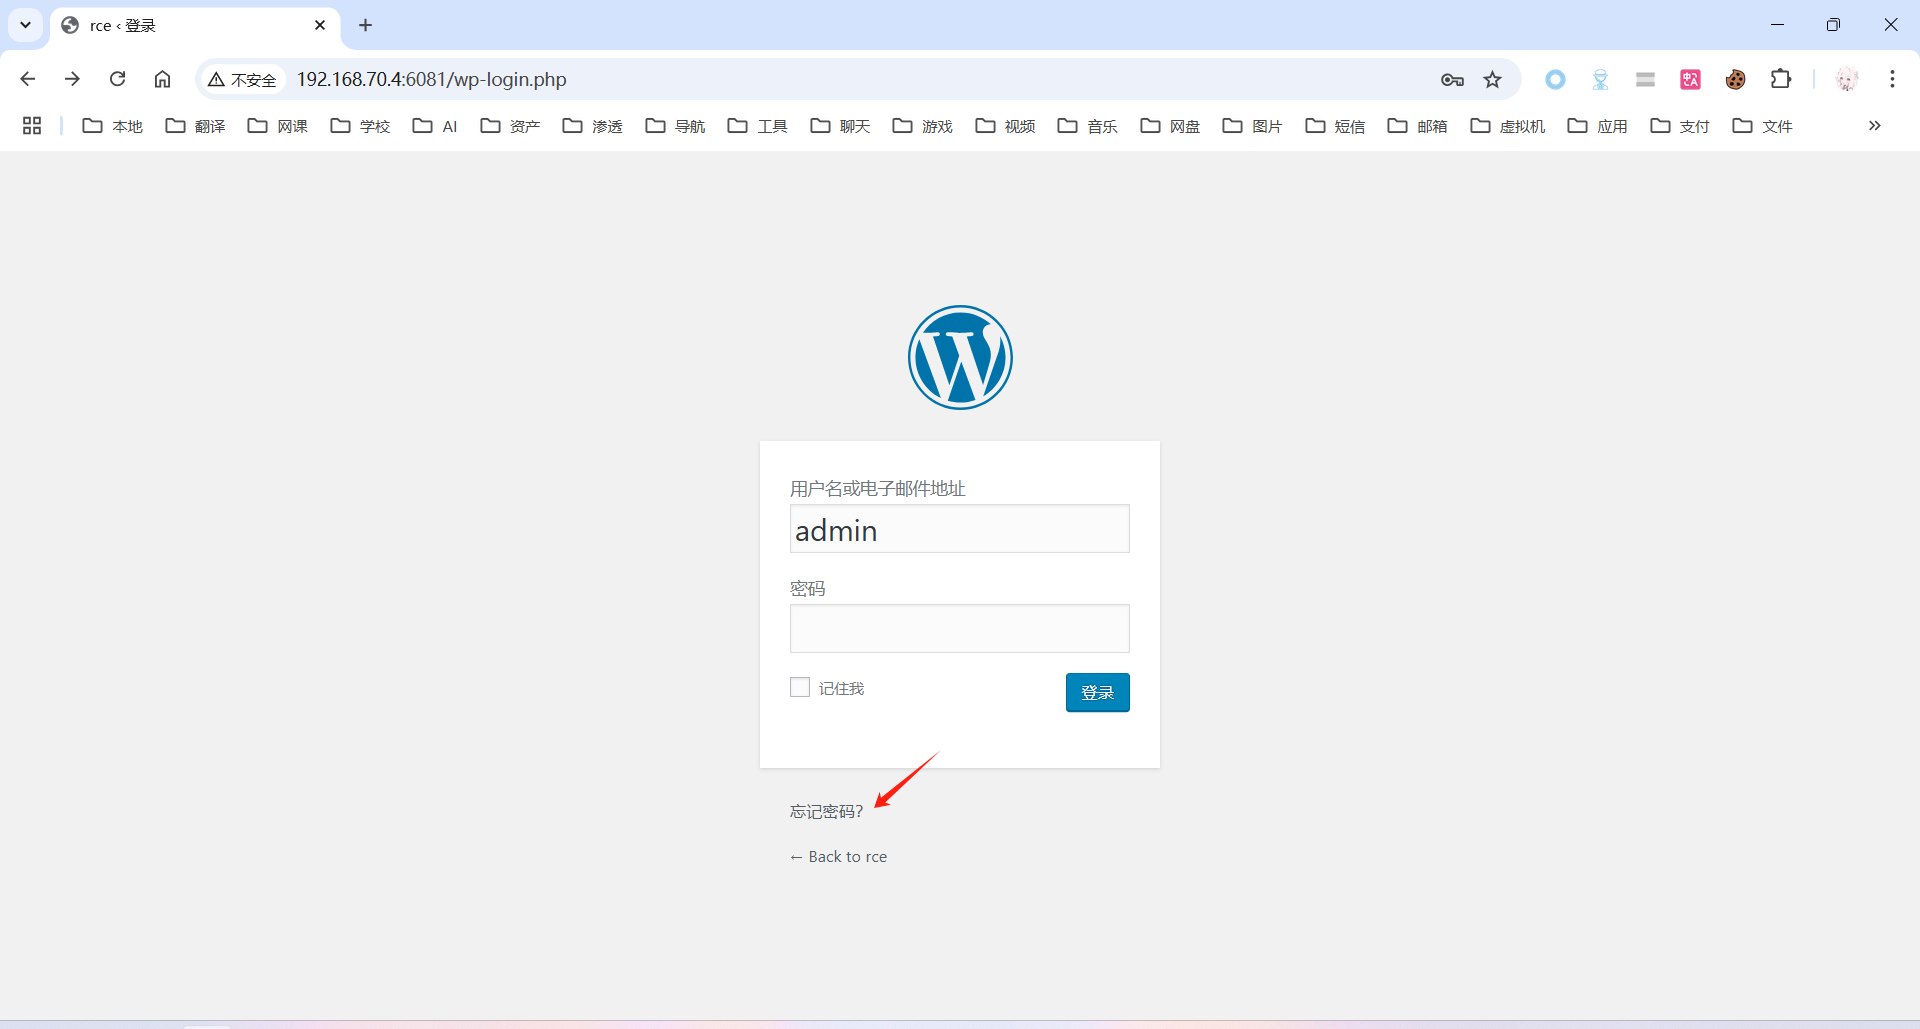 rce ‹ 登录
不安全 192.168.70.4:6081/wp-login.php
本地 翻译 网课 学校 AI 资产 渗透 导航 工具 聊天 游戏 视频 音乐 网盘 图片 短信 邮箱 虚拟机 应用 支付 文件
用户名或电子邮件地址
admin
密码
记住我 登录
忘记密码?
← Back to rce